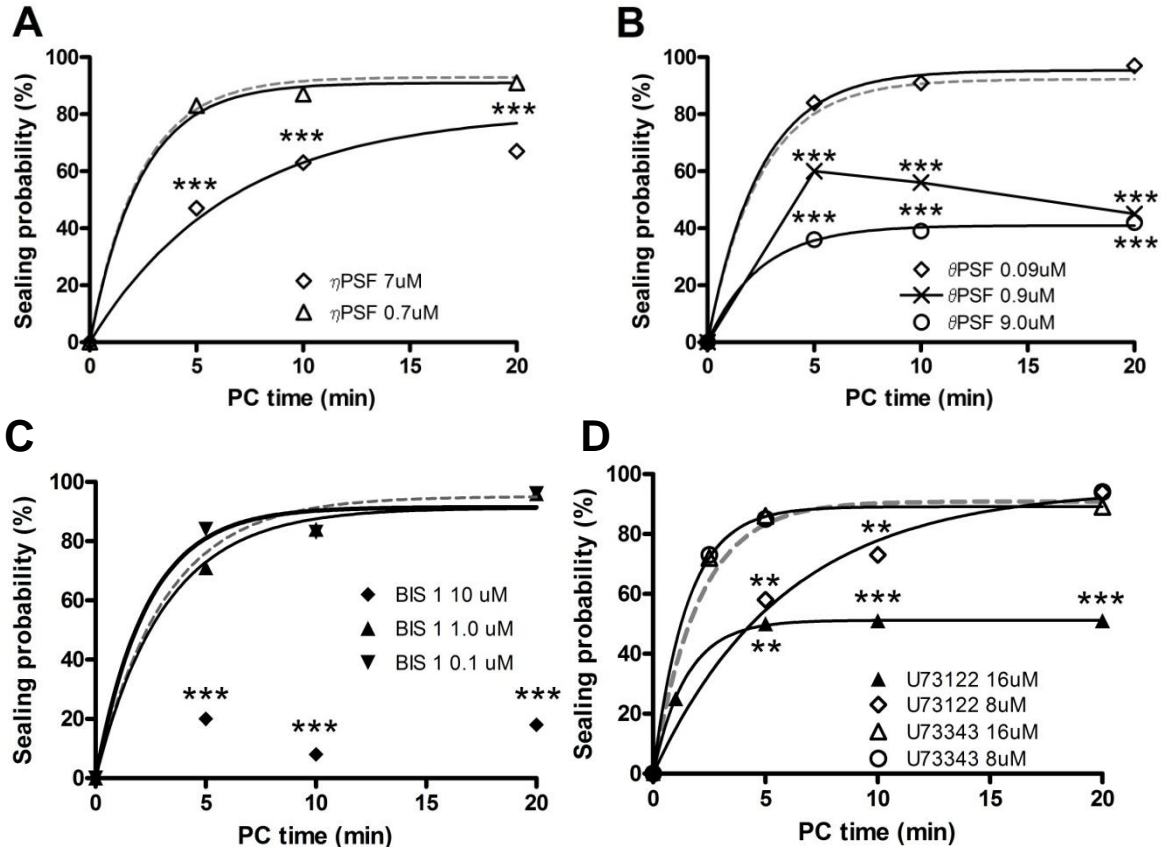 A
Sealing probability (%)
100
80
60
40
20
0
***
***
***
ηPSF 7uM
ηPSF 0.7uM
0 5 10 15 20
PC time (min)
B
Sealing probability (%)
100
80
60
40
20
0
***
***
***
***
***
***
θPSF 0.09uM
θPSF 0.9uM
θPSF 9.0uM
0 5 10 15 20
PC time (min)
C
Sealing probability (%)
100
80
60
40
20
0
BIS 1 10 uM
BIS 1 1.0 uM
BIS 1 0.1 uM
***
***
***
0 5 10 15 20
PC time (min)
D
Sealing probability (%)
100
80
60
40
20
0
**
**
***
***
**
U73122 16uM
U73122 8uM
U73343 16uM
U73343 8uM
0 5 10 15 20
PC time (min)